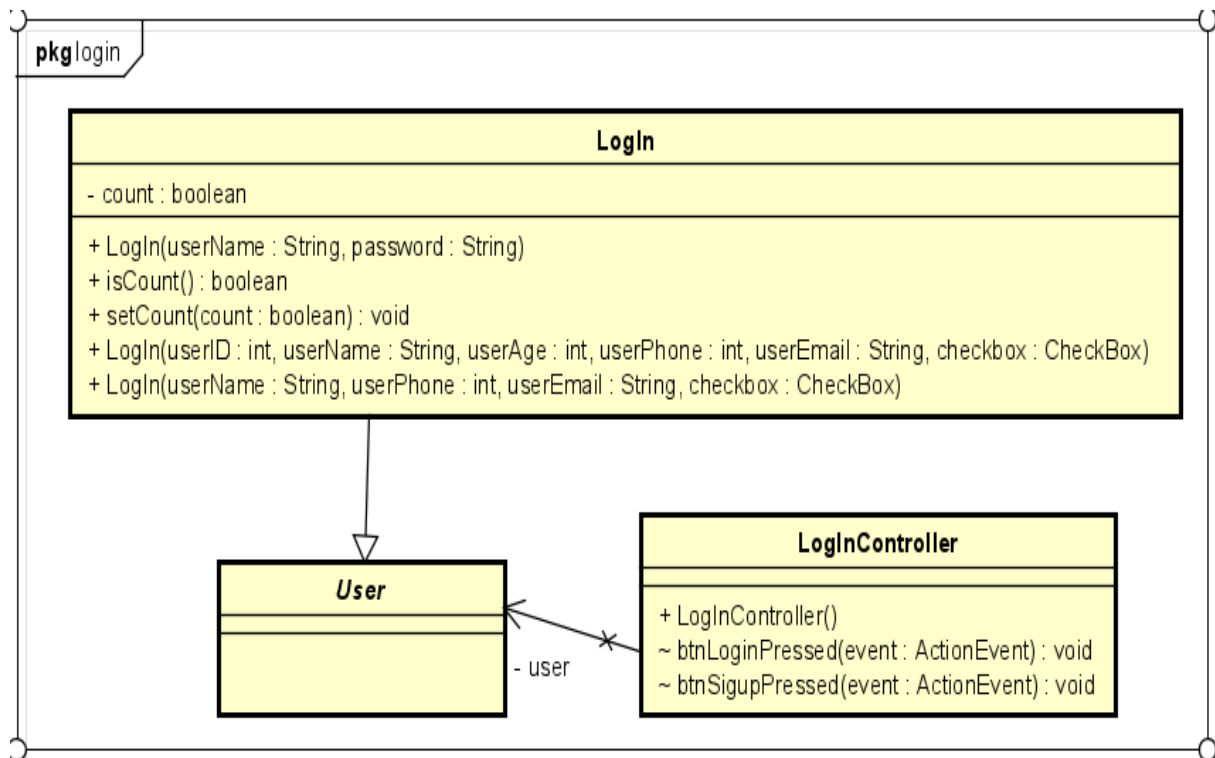 pkg login
LogIn
- count : boolean
+ LogIn(userName : String, password : String)
+ isCount() : boolean
+ setCount(count : boolean) : void
+ LogIn(userID : int, userName : String, userAge : int, userPhone : int, userEmail : String, checkbox : CheckBox)
+ LogIn(userName : String, userPhone : int, userEmail : String, checkbox : CheckBox)
User
- user
LogInController
+ LogInController()
~ btnLoginPressed(event : ActionEvent) : void
~ btnSigupPressed(event : ActionEvent) : void